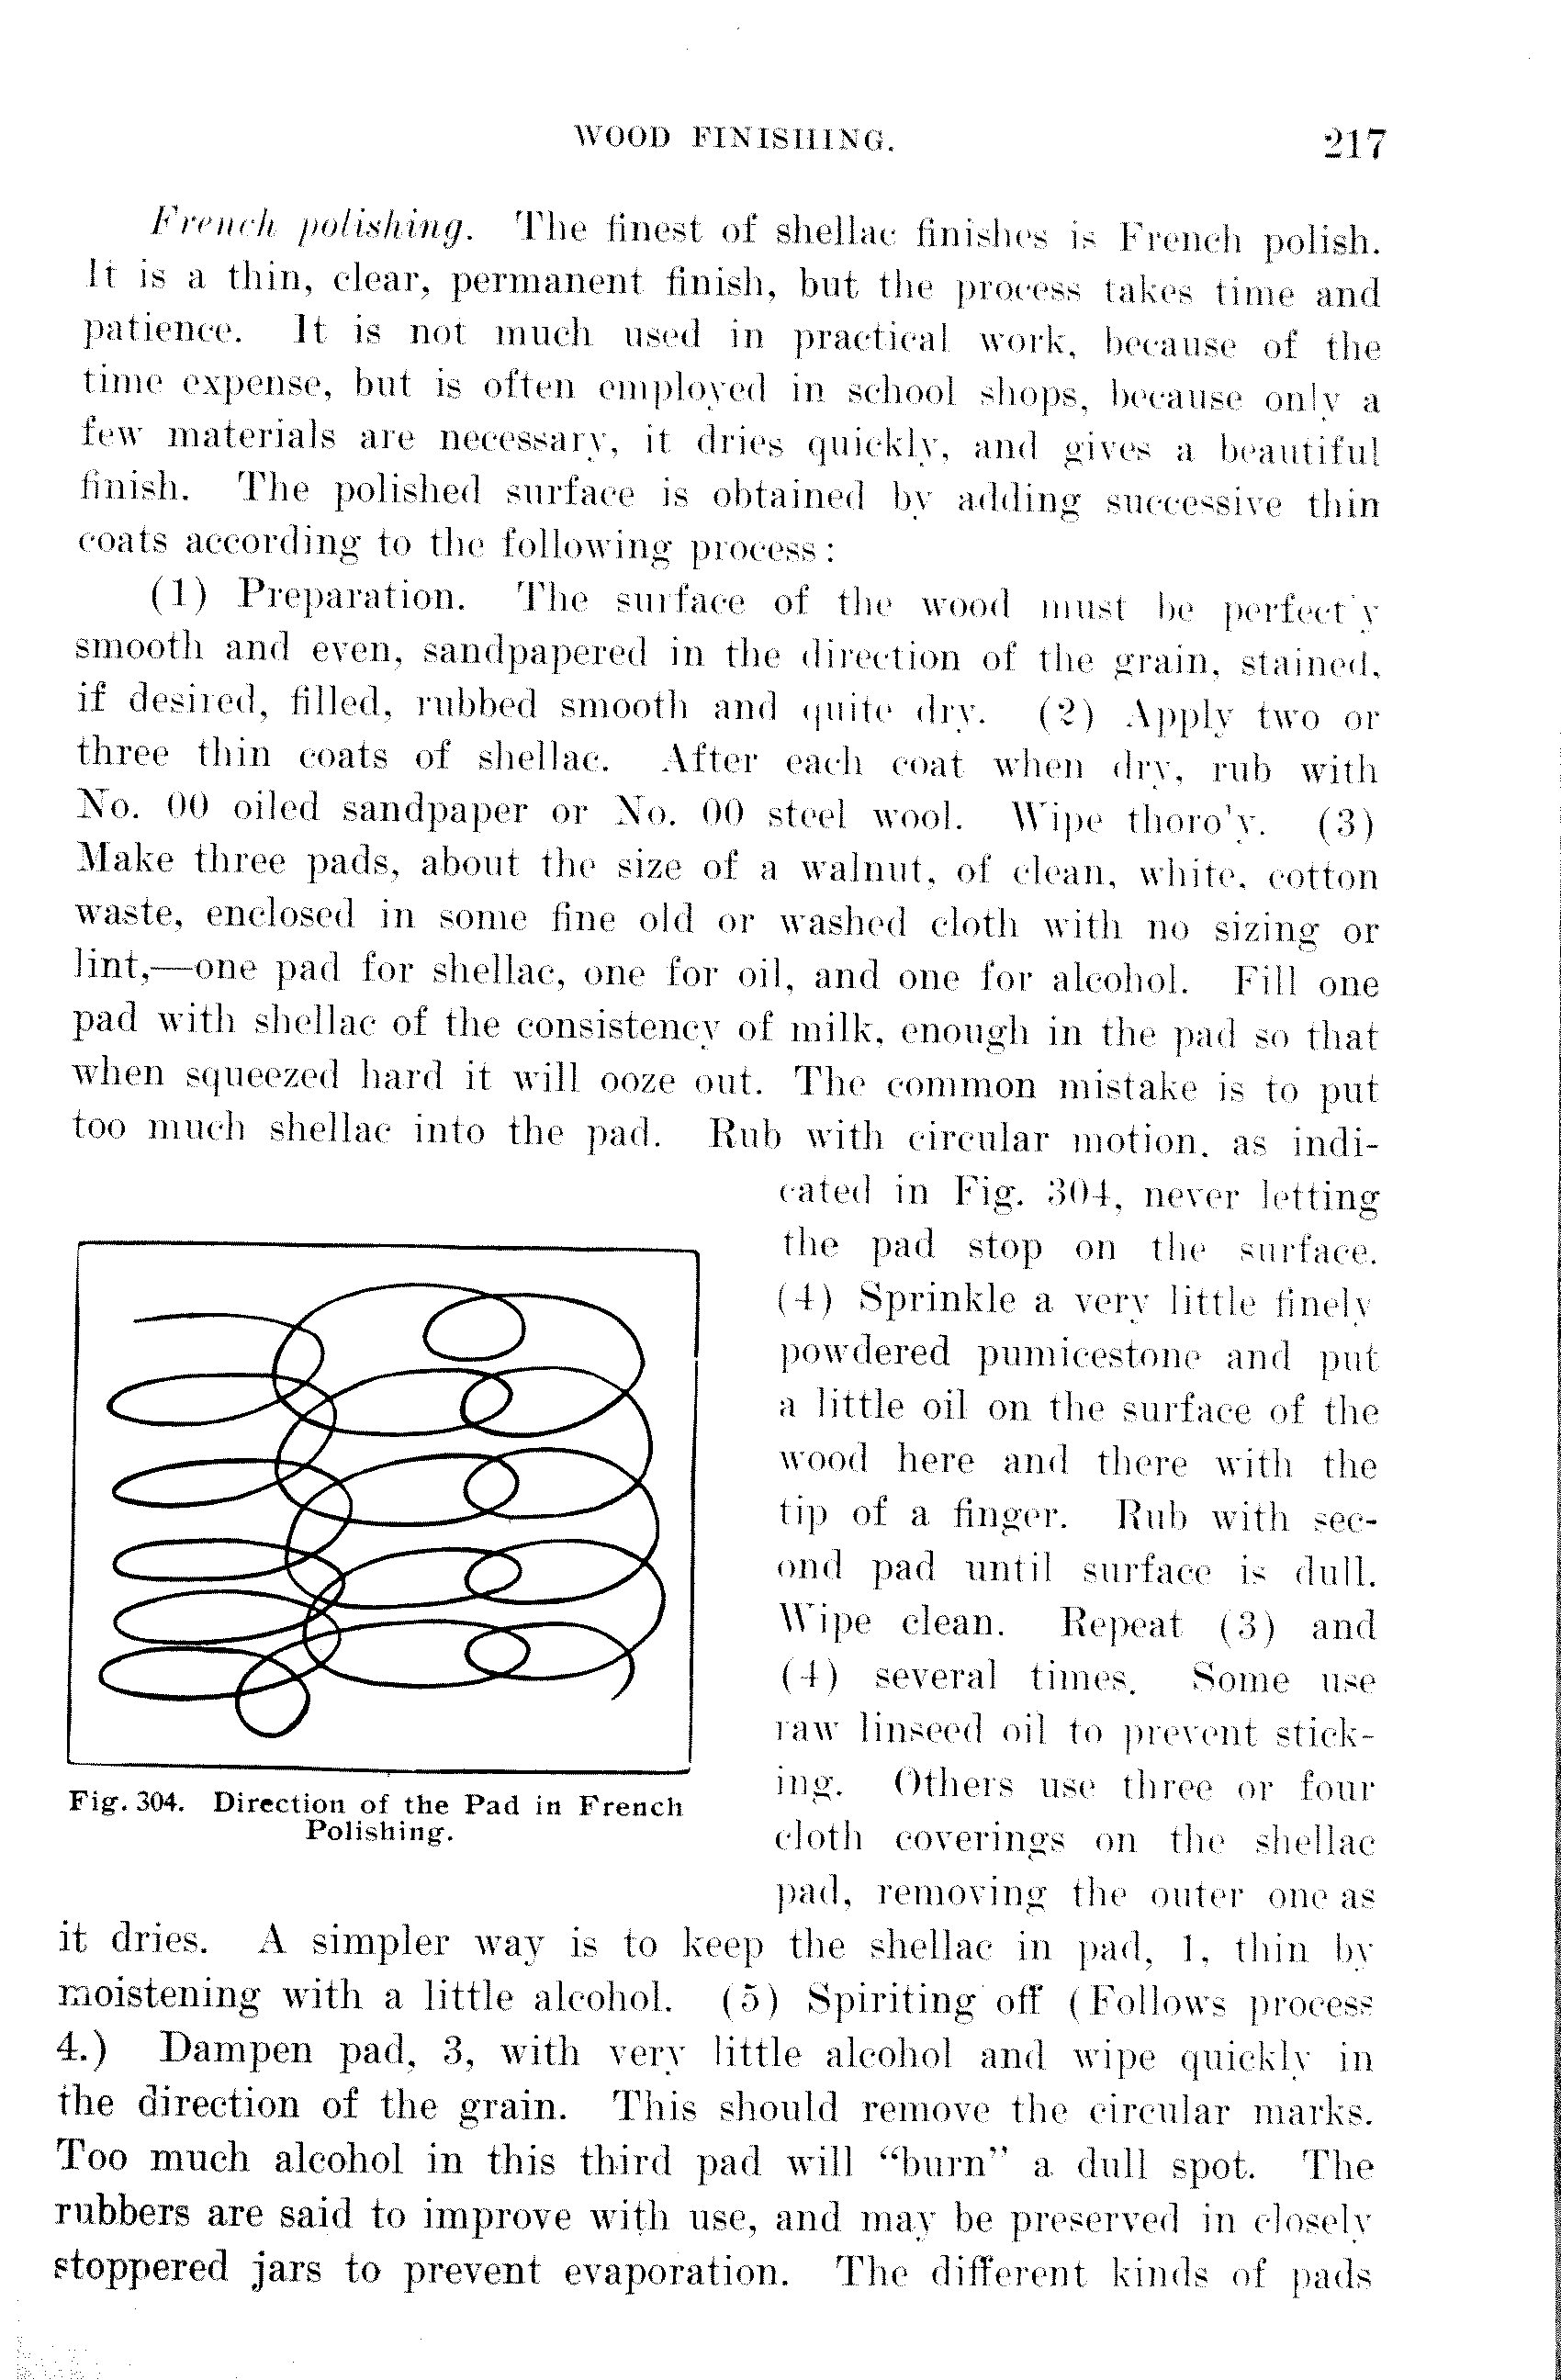 WOOD FINISHING.
217
French polishing. The finest of shellac finishes is French polish.
It is a thin, clear, permanent finish, but the process takes time and
patience. It is not much used in practical work, because of the
time expense, but is often employed in school shops, because only a
few materials are necessary, it dries quickly, and gives a beautiful
finish. The polished surface is obtained by adding successive thin
coats according to the following process:
(1) Preparation. The surface of the wood must be perfect'y
smooth and even, sandpapered in the direction of the grain, stained,
if desired, filled, rubbed smooth and quite dry. (2) Apply two or
three thin coats of shellac. After each coat when dry, rub with
No. 00 oiled sandpaper or No. 00 steel wool. Wipe thoro'y. (3)
Make three pads, about the size of a walnut, of clean, white, cotton
waste, enclosed in some fine old or washed cloth with no sizing or
lint,—one pad for shellac, one for oil, and one for alcohol. Fill one
pad with shellac of the consistency of milk, enough in the pad so that
when squeezed hard it will ooze out. The common mistake is to put
too much shellac into the pad. Rub with circular motion, as indi-
cated in Fig. 304, never letting
the pad stop on the surface.
(4) Sprinkle a very little finely
powdered pumicestone and put
a little oil on the surface of the
wood here and there with the
tip of a finger. Rub with sec-
ond pad until surface is dull.
Wipe clean. Repeat (3) and
(4) several times. Some use
raw linseed oil to prevent stick-
ing. Others use three or four
cloth coverings on the shellac
pad, removing the outer one as
Fig. 304. Direction of the Pad in French
Polishing.
it dries. A simpler way is to keep the shellac in pad, 1, thin by
moistening with a little alcohol. (5) Spiriting off (Follows process
4.) Dampen pad, 3, with very little alcohol and wipe quickly in
the direction of the grain. This should remove the circular marks.
Too much alcohol in this third pad will "burn" a dull spot. The
rubbers are said to improve with use, and may be preserved in closely
stoppered jars to prevent evaporation. The different kinds of pads